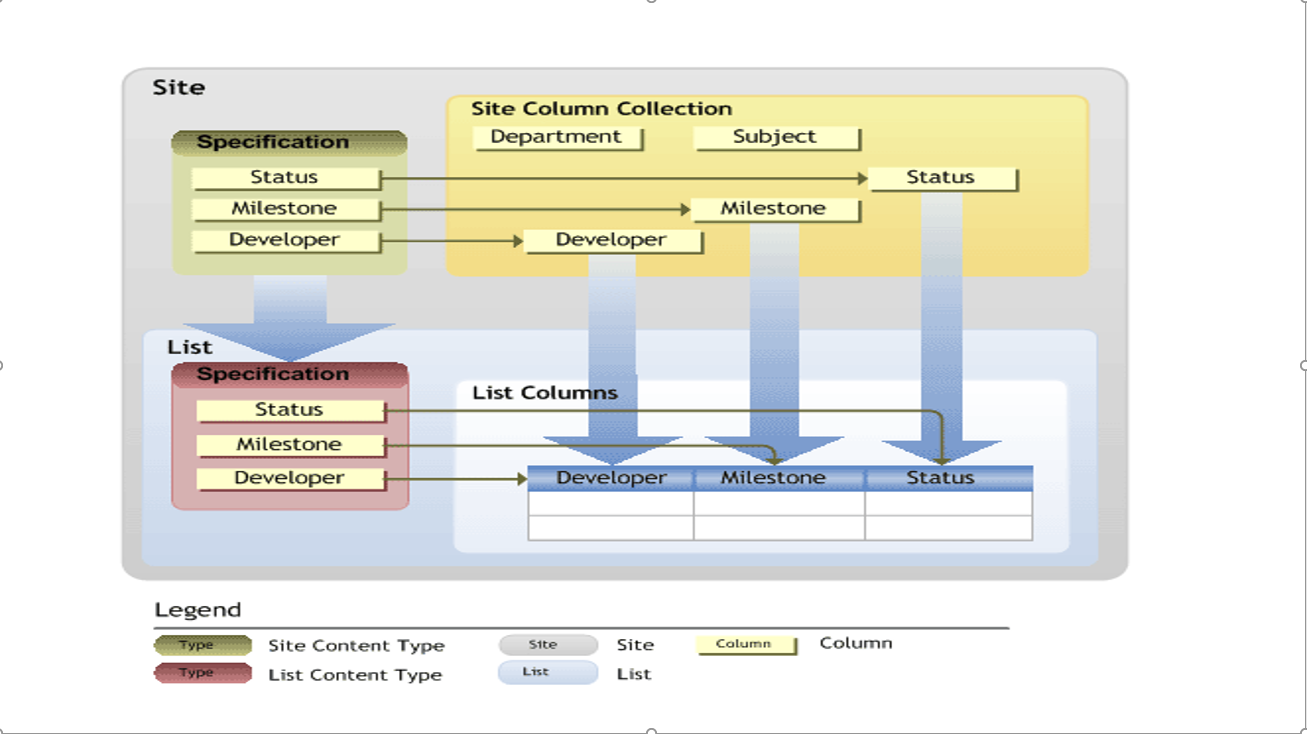 Site
Site Column Collection
Department
Subject
Specification
Status
Status
Milestone
Milestone
Developer
Developer
List
Specification
List Columns
Status
Milestone
Developer
Developer
Milestone
Status
Legend
Type
Site Content Type
Site
Site
Column
Column
Type
List Content Type
List
List